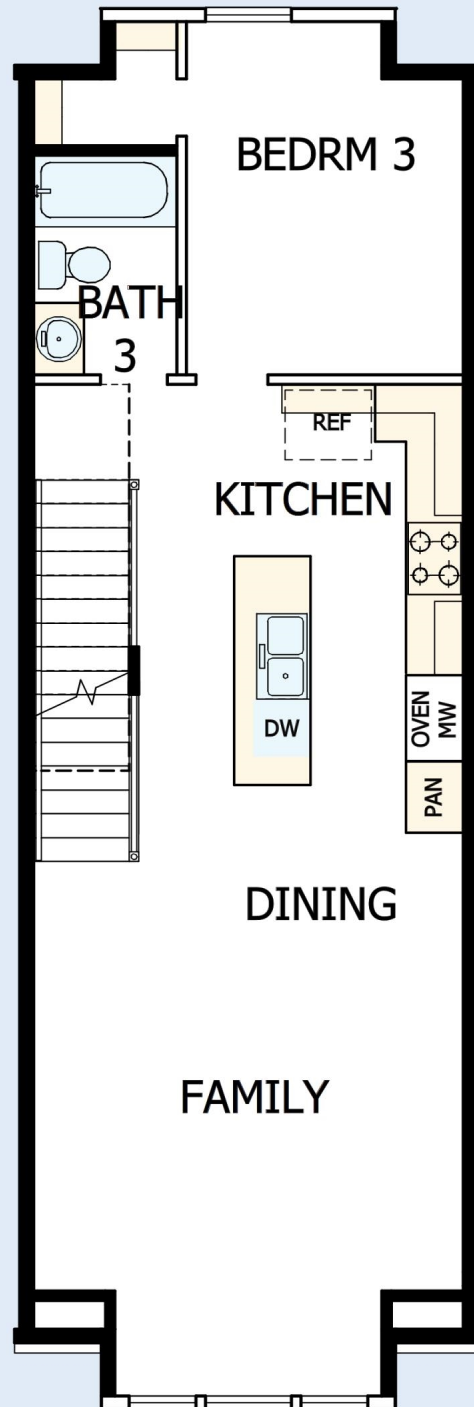 BEDRM 3
BATH
3
REF
KITCHEN
DW
OVEN
MW
PAN
DINING
FAMILY